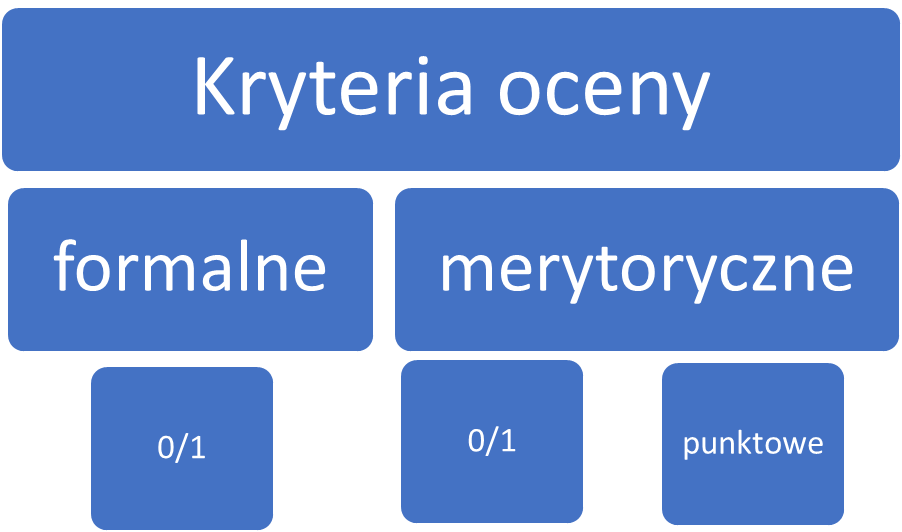 Kryteria oceny
formalne
merytoryczne
0/1
0/1
punktowe